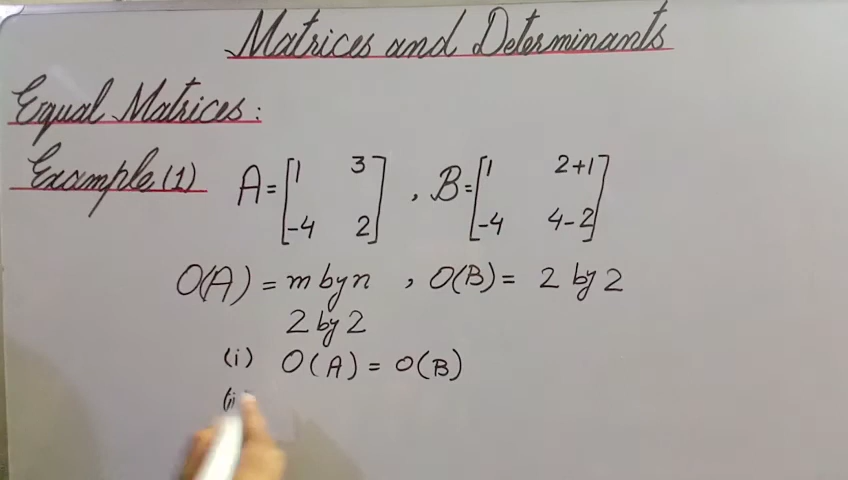 Matrices and Determinants
Equal Matrices:
Example (1) A = [1 3 -4 2] , B = [1 2+1 -4 4-2]
O(A) = m by n , O(B) = 2 by 2
2 by 2
(i) O(A) = O(B)
(i